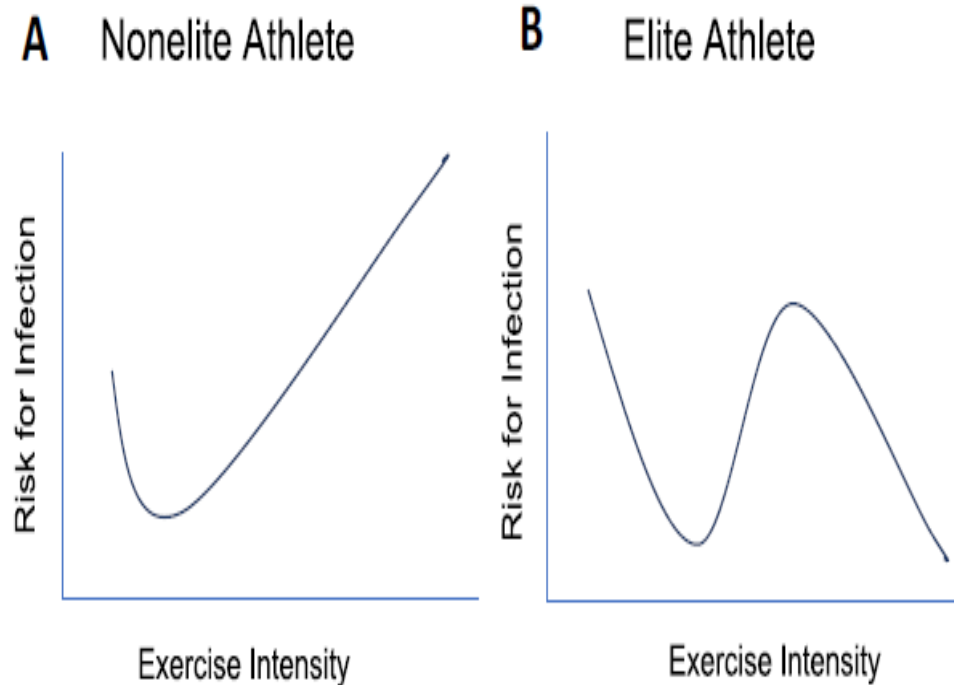 A Nonelite Athlete
Risk for Infection
Exercise Intensity
B Elite Athlete
Risk for Infection
Exercise Intensity